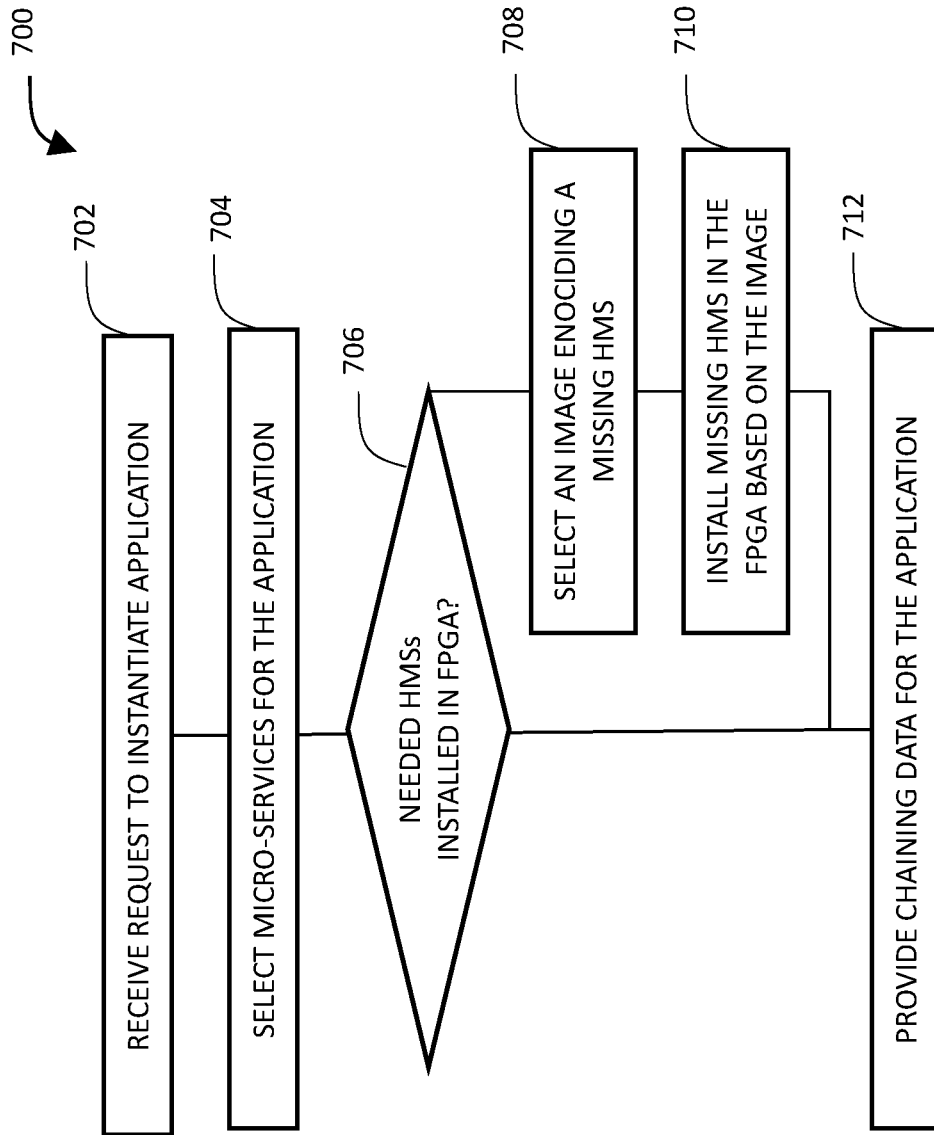 700
702
RECEIVE REQUEST TO INSTANTIATE APPLICATION
704
SELECT MICRO-SERVICES FOR THE APPLICATION
706
NEEDED HMSs
INSTALLED IN FPGA?
708
SELECT AN IMAGE ENOCIDING A
MISSING HMS
710
INSTALL MISSING HMS IN THE
FPGA BASED ON THE IMAGE
712
PROVIDE CHAINING DATA FOR THE APPLICATION